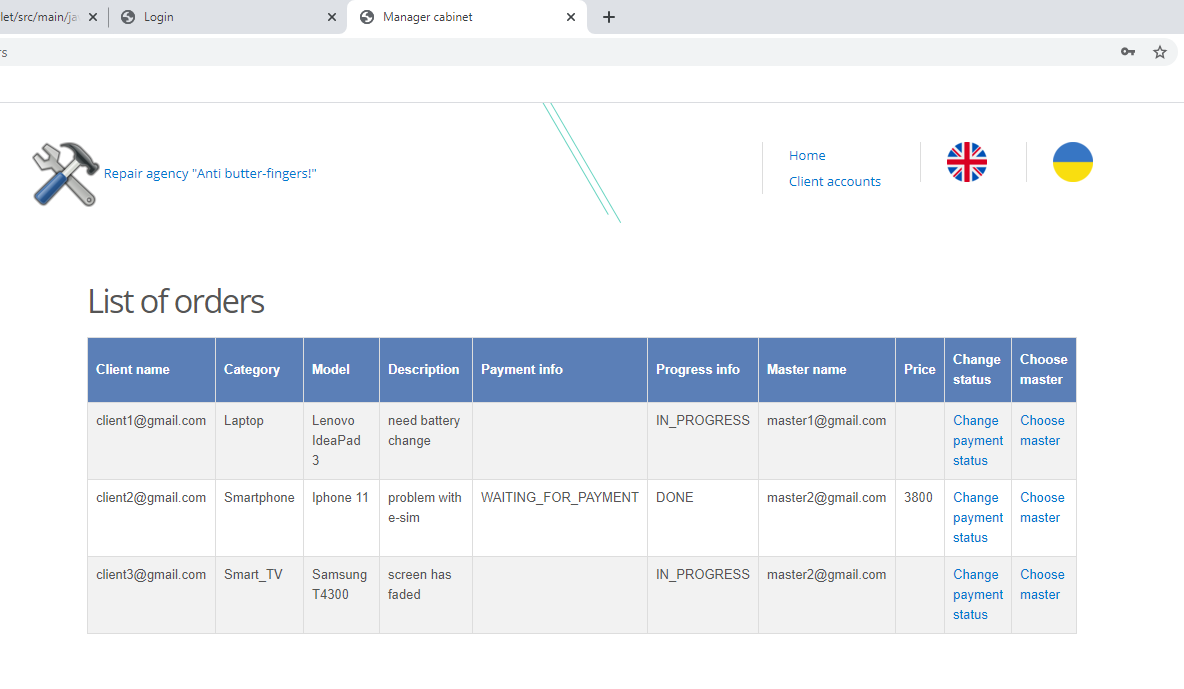 let/src/main/ja
Login
Manager cabinet
rs
Repair agency "Anti butter-fingers!"
Home
Client accounts
List of orders
Client name Category Model Description Payment info Progress info Master name Price Change status Choose master
client1@gmail.com Laptop Lenovo IdeaPad 3 need battery change IN_PROGRESS master1@gmail.com Change payment status Choose master
client2@gmail.com Smartphone Iphone 11 problem with e-sim WAITING_FOR_PAYMENT DONE master2@gmail.com 3800 Change payment status Choose master
client3@gmail.com Smart_TV Samsung T4300 screen has faded IN_PROGRESS master2@gmail.com Change payment status Choose master